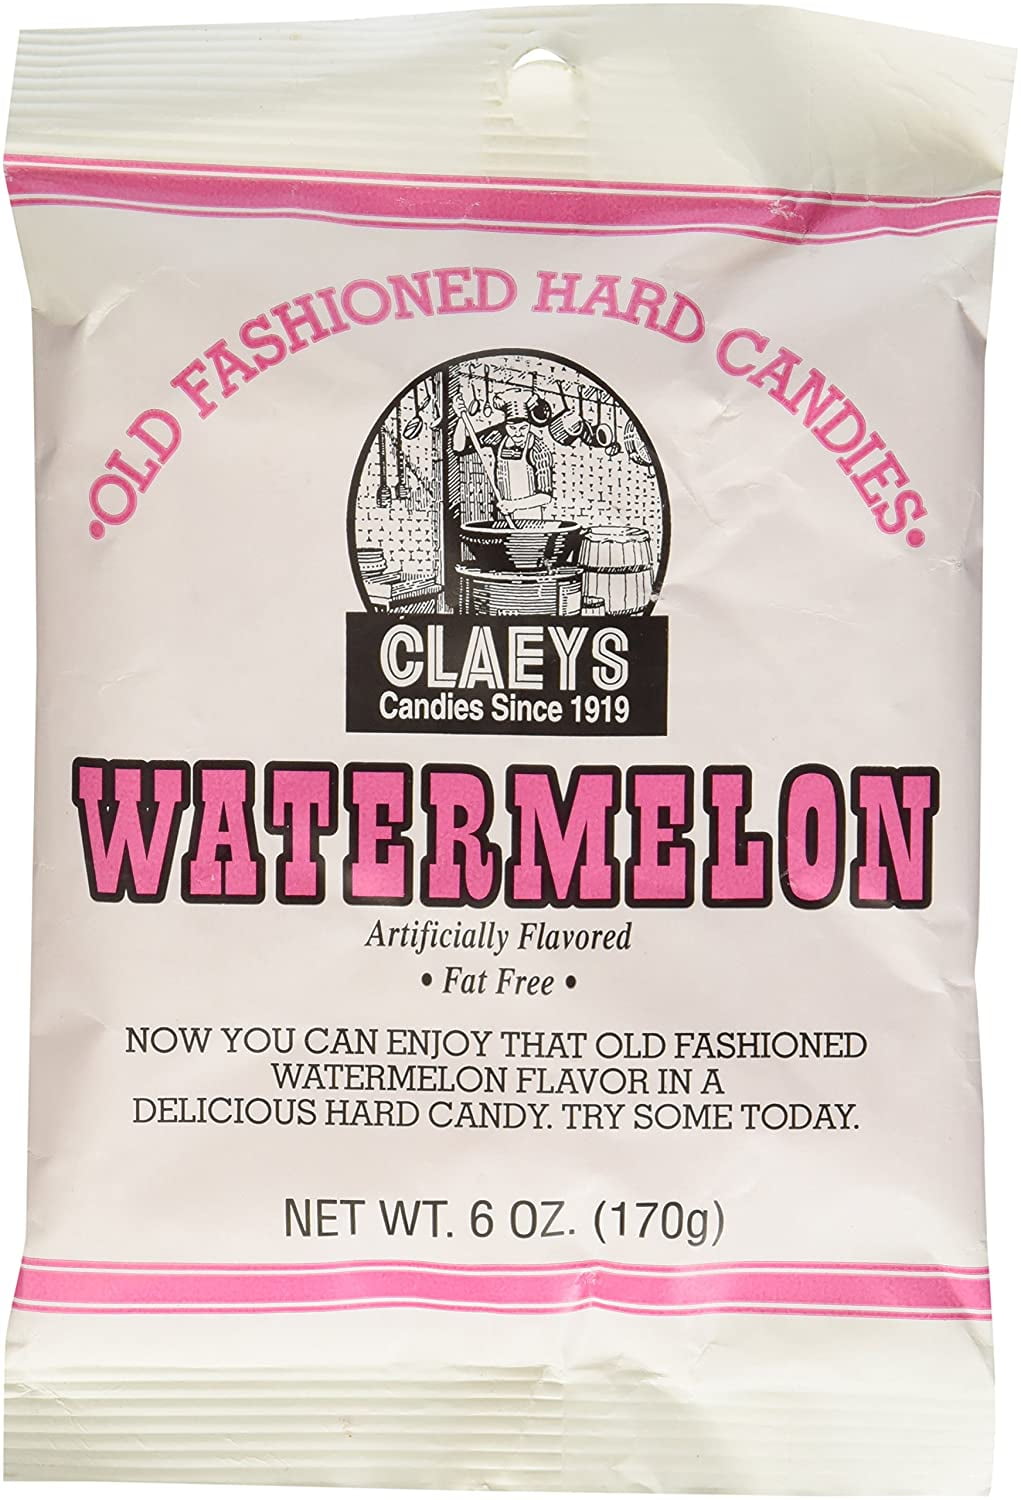 •OLD FASHIONED HARD CANDIES•
CLAEYS
Candies Since 1919
WATERMELON
Artificially Flavored
• Fat Free •
NOW YOU CAN ENJOY THAT OLD FASHIONED
WATERMELON FLAVOR IN A
DELICIOUS HARD CANDY. TRY SOME TODAY.
NET WT. 6 OZ. (170g)